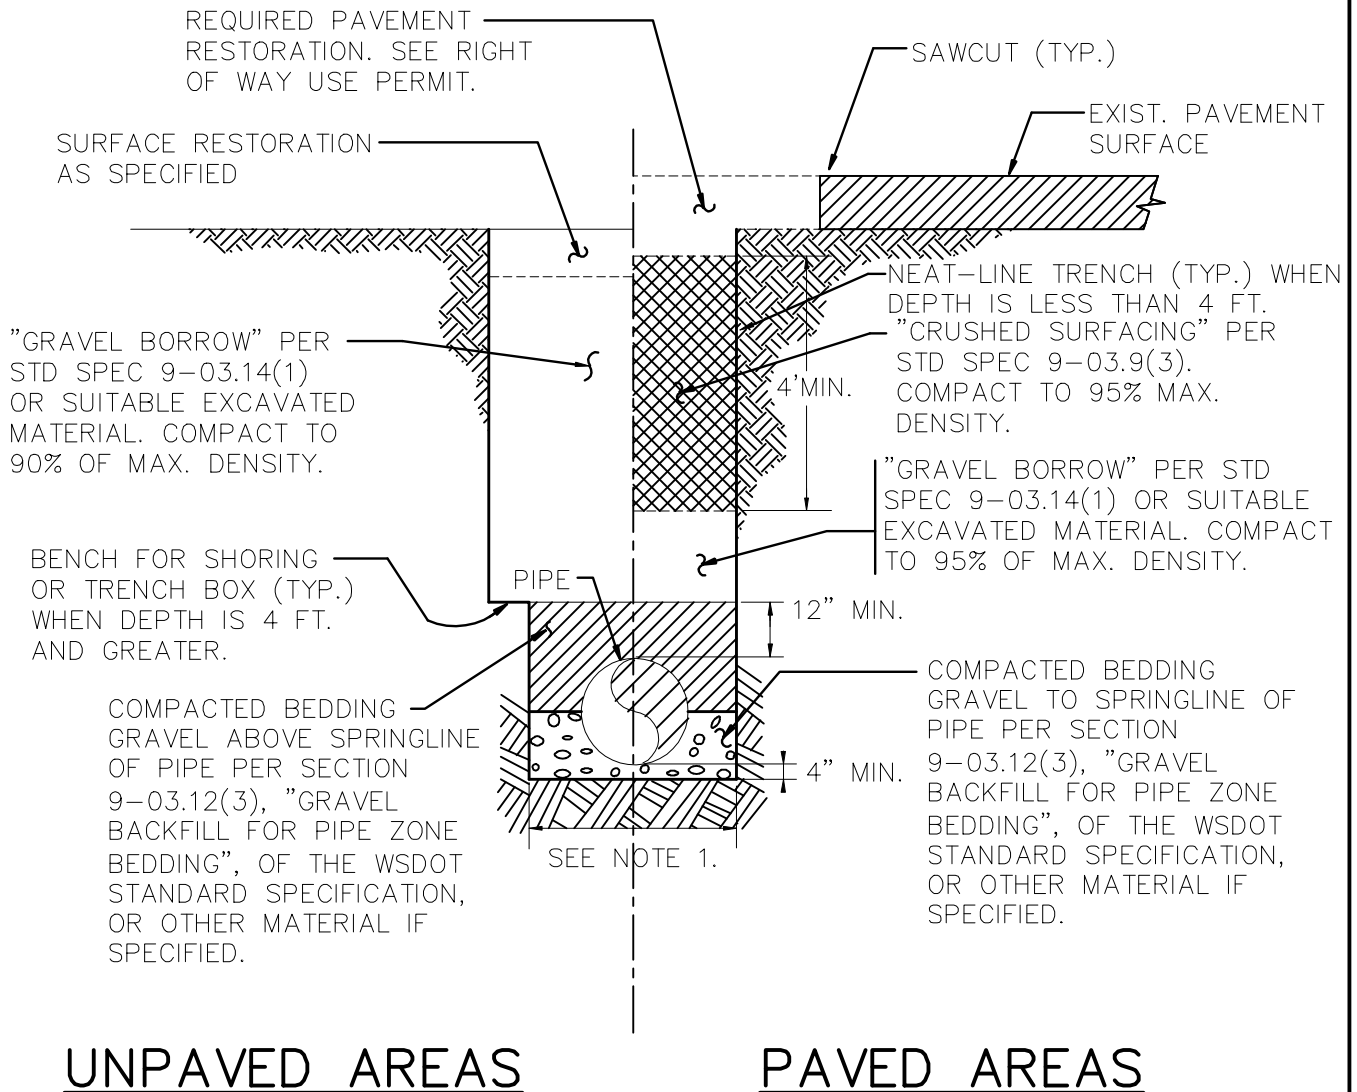 REQUIRED PAVEMENT
RESTORATION. SEE RIGHT
OF WAY USE PERMIT.
SAWCUT (TYP.)
EXIST. PAVEMENT
SURFACE
SURFACE RESTORATION
AS SPECIFIED
NEAT-LINE TRENCH (TYP.) WHEN
DEPTH IS LESS THAN 4 FT.
"GRAVEL BORROW" PER
STD SPEC 9-03.14(1)
OR SUITABLE EXCAVATED
MATERIAL. COMPACT TO
90% OF MAX. DENSITY.
"CRUSHED SURFACING" PER
STD SPEC 9-03.9(3).
COMPACT TO 95% MAX.
DENSITY.
4'MIN.
"GRAVEL BORROW" PER STD
SPEC 9-03.14(1) OR SUITABLE
EXCAVATED MATERIAL. COMPACT
TO 95% OF MAX. DENSITY.
BENCH FOR SHORING
OR TRENCH BOX (TYP.)
WHEN DEPTH IS 4 FT.
AND GREATER.
PIPE
12" MIN.
COMPACTED BEDDING
GRAVEL ABOVE SPRINGLINE
OF PIPE PER SECTION
9-03.12(3), "GRAVEL
BACKFILL FOR PIPE ZONE
BEDDING", OF THE WSDOT
STANDARD SPECIFICATION,
OR OTHER MATERIAL IF
SPECIFIED.
COMPACTED BEDDING
GRAVEL TO SPRINGLINE OF
PIPE PER SECTION
9-03.12(3), "GRAVEL
BACKFILL FOR PIPE ZONE
BEDDING", OF THE WSDOT
STANDARD SPECIFICATION,
OR OTHER MATERIAL IF
SPECIFIED.
4" MIN.
SEE NOTE 1.
UNPAVED AREAS
PAVED AREAS